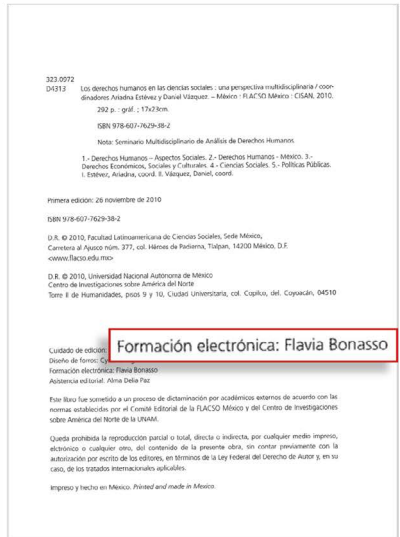 323.0972
D4313 Los derechos humanos en las ciencias sociales : una perspectiva multidisciplinaria / coor-
dinadores Ariadna Estévez y Daniel Vázquez. – México : FLACSO México : CISAN, 2010.
292 p. : gráf. ; 17x23cm.
ISBN 978-607-7629-38-2
Nota: Seminario Multidisciplinario de Análisis de Derechos Humanos
1.- Derechos Humanos – Aspectos Sociales. 2.- Derechos Humanos - México. 3.-
Derechos Económicos, Sociales y Culturales. 4.- Ciencias Sociales. 5.- Políticas Públicas.
I. Estévez, Ariadna, coord. II. Vázquez, Daniel, coord.
Primera edición: 26 noviembre de 2010
ISBN 978-607-7629-38-2
D.R. © 2010, Facultad Latinoamericana de Ciencias Sociales, Sede México,
Carretera al Ajusco núm. 377, col. Héroes de Padierna, Tlalpan, 14200 México, D.F.
<www.flacso.edu.mx>
D.R. © 2010, Universidad Nacional Autónoma de México
Centro de Investigaciones sobre América del Norte
Torre II de Humanidades, pisos 9 y 10, Ciudad Universitaria, col. Copilco, del. Coyoacán, 04510
Formación electrónica: Flavia Bonasso
Cuidado de edición:
Diseño de forros: Cy
Formación electrónica: Flavia Bonasso
Asistencia editorial: Alma Delia Paz
Este libro fue sometido a un proceso de dictaminación por académicos externos de acuerdo con las
normas establecidas por el Comité Editorial de la FLACSO México y del Centro de Investigaciones
sobre América del Norte de la UNAM.
Queda prohibida la reproducción parcial o total, directa o indirecta, por cualquier medio impreso,
elctrónico o cualquier otro, del contenido de la presente obra, sin contar previamente con la
autorización por escrito de los editores, en términos de la Ley Federal del Derecho de Autor y, en su
caso, de los tratados internacionales aplicables.
Impreso y hecho en México. Printed and made in Mexico.